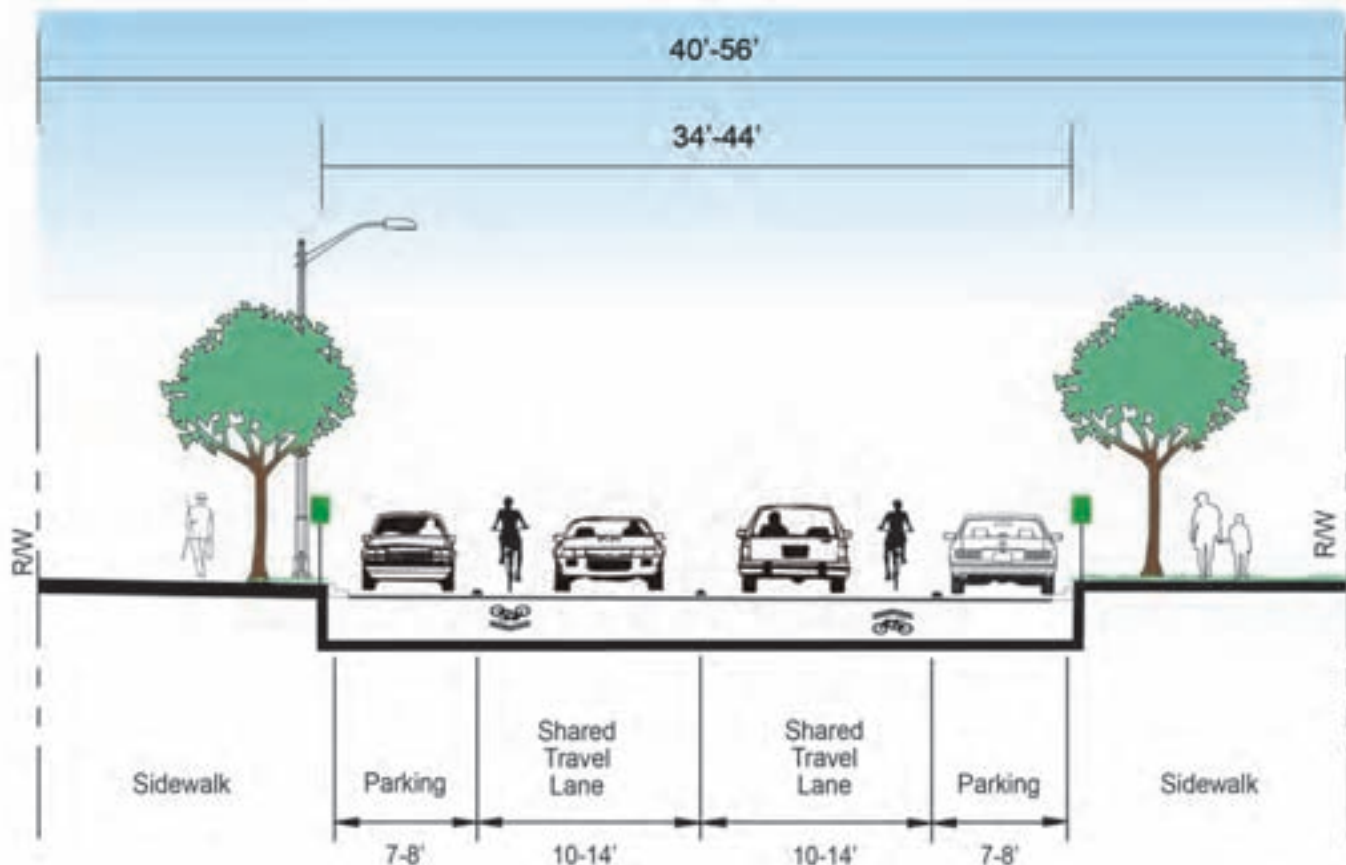 40'-56'
34'-44'
R/W
R/W
Sidewalk
Parking
Shared
Travel
Lane
Shared
Travel
Lane
Parking
Sidewalk
7-8'
10-14'
10-14'
7-8'